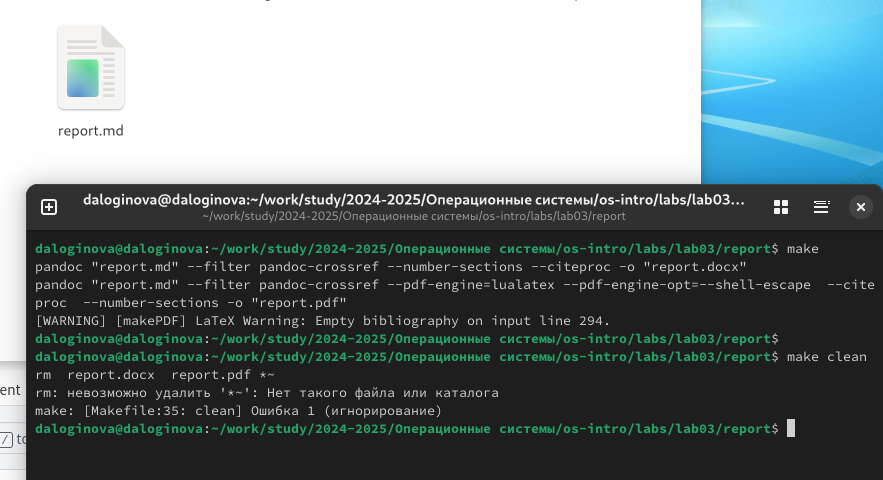 report.md
daloginova@daloginova:~/work/study/2024-2025/Операционные системы/os-intro/labs/lab03...
~/work/study/2024-2025/Операционные системы/os-intro/labs/lab03/report
daloginova@daloginova:~/work/study/2024-2025/Операционные системы/os-intro/labs/lab03/report$ make
pandoc "report.md" --filter pandoc-crossref --number-sections --citeproc -o "report.docx"
pandoc "report.md" --filter pandoc-crossref --pdf-engine=lualatex --pdf-engine-opt=--shell-escape  --cite
proc  --number-sections -o "report.pdf"
[WARNING] [makePDF] LaTeX Warning: Empty bibliography on input line 294.
daloginova@daloginova:~/work/study/2024-2025/Операционные системы/os-intro/labs/lab03/report$
daloginova@daloginova:~/work/study/2024-2025/Операционные системы/os-intro/labs/lab03/report$ make clean
rm  report.docx  report.pdf *~
rm: невозможно удалить '*~': Нет такого файла или каталога
make: [Makefile:35: clean] Ошибка 1 (игнорирование)
daloginova@daloginova:~/work/study/2024-2025/Операционные системы/os-intro/labs/lab03/report$
ent
/ to